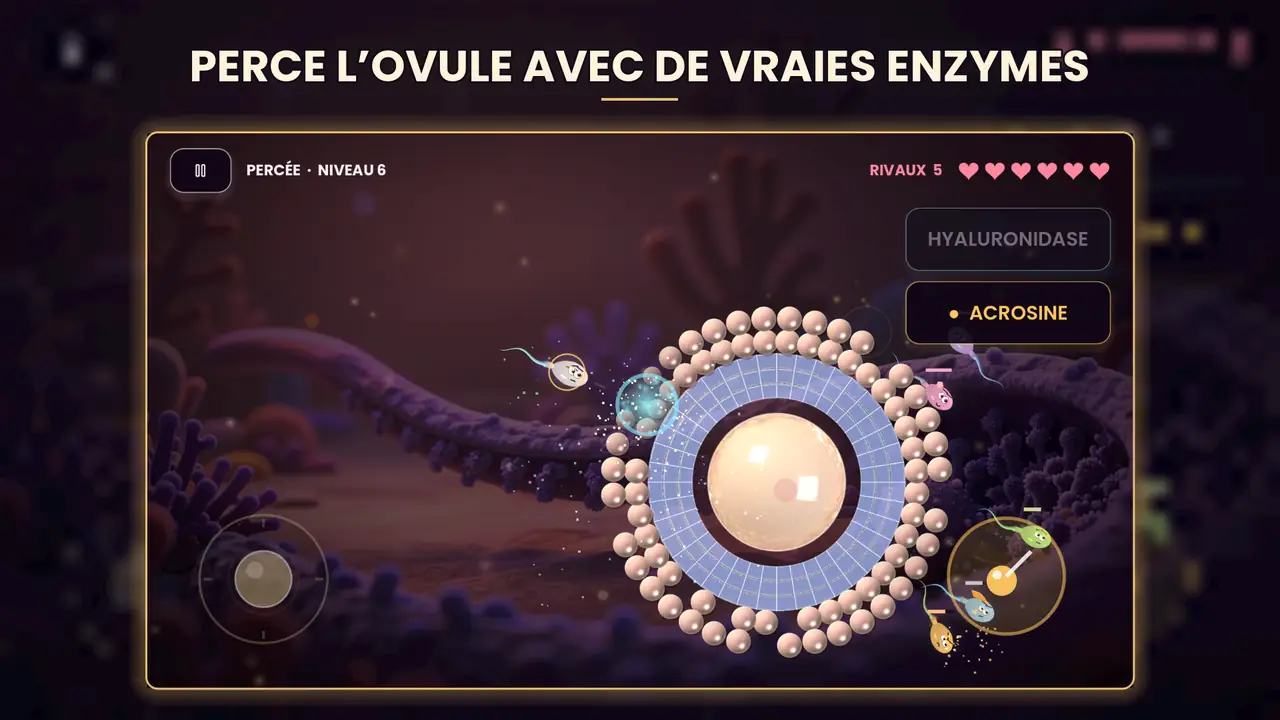 PERCE L’OVULE AVEC DE VRAIES ENZYMES
PERCÉE · NIVEAU 6
RIVAUX 5
HYALURONIDASE
ACROSINE